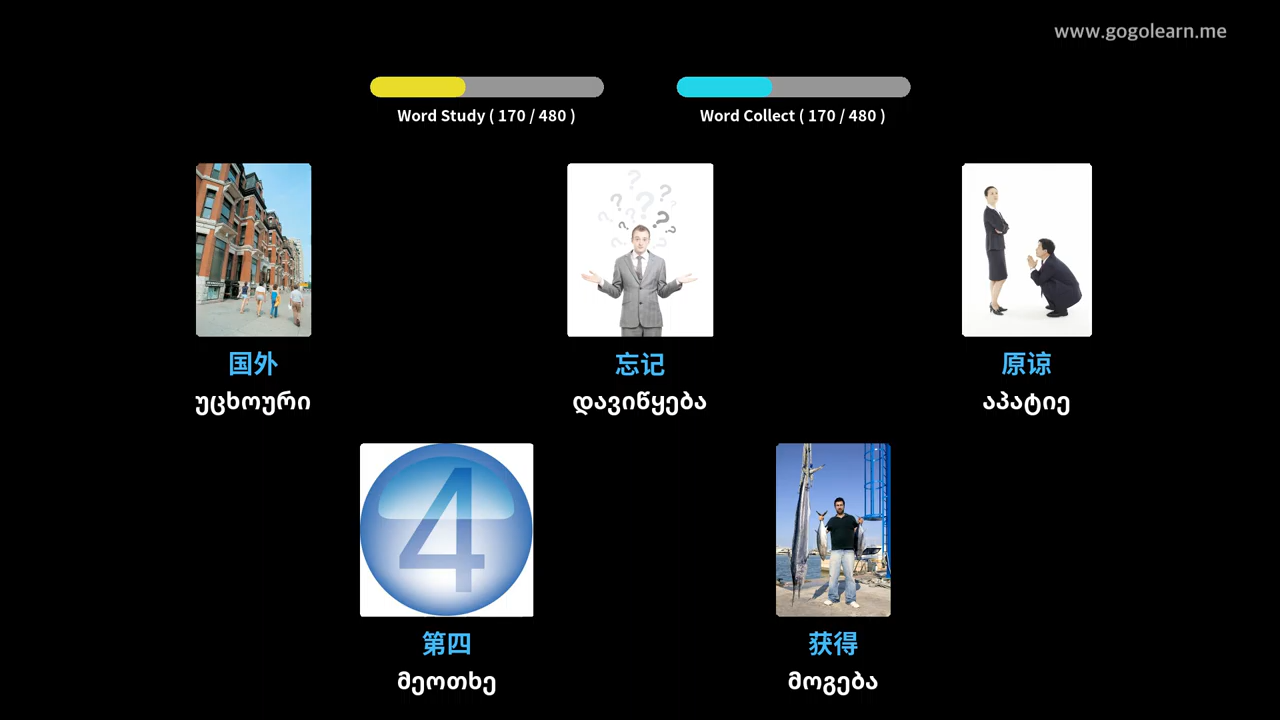 www.gogolearn.me
Word Study ( 170 / 480 )
Word Collect ( 170 / 480 )
国外
უცხოური
忘记
დავიწყება
原谅
აპატიე
4
第四
მეოთხე
获得
მოგება